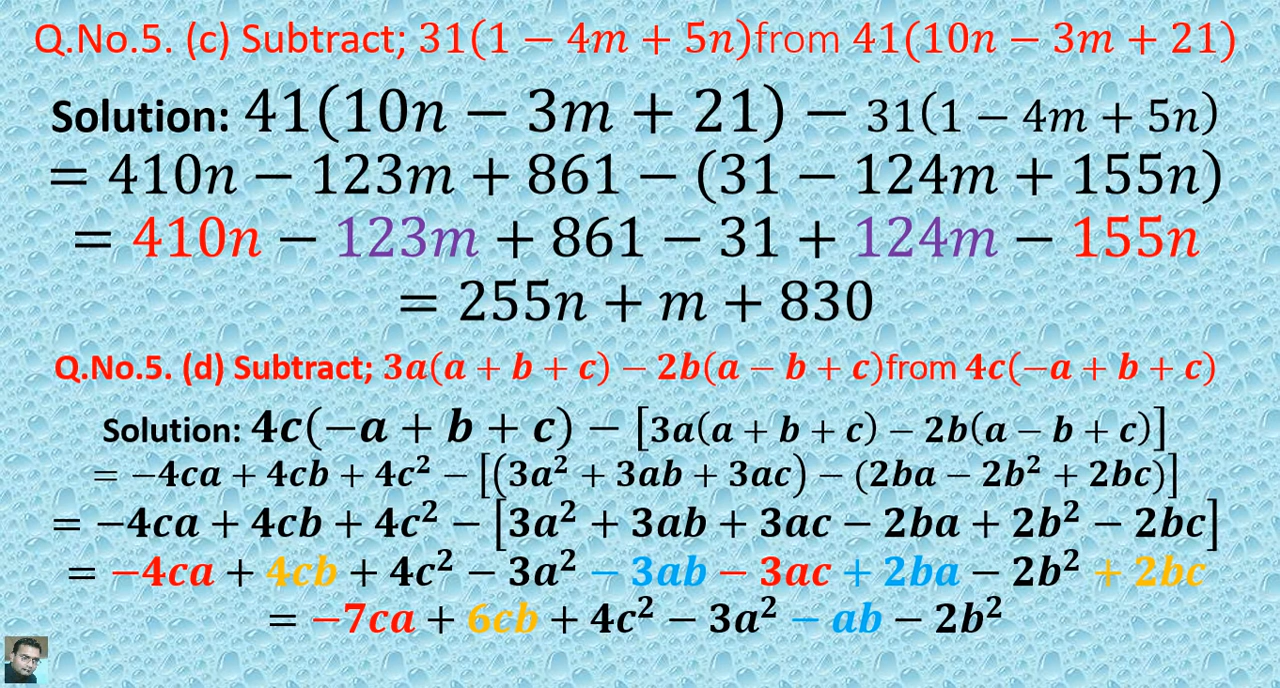 Q.No.5. (c) Subtract; 31(1 − 4m + 5n)from 41(10n − 3m + 21)
Solution: 41(10n − 3m + 21) − 31(1 − 4m + 5n)
= 410n − 123m + 861 − (31 − 124m + 155n)
= 410n − 123m + 861 − 31 + 124m − 155n
= 255n + m + 830
Q.No.5. (d) Subtract; 3a(a + b + c) − 2b(a − b + c)from 4c(−a + b + c)
Solution: 4c(−a + b + c) − [3a(a + b + c) − 2b(a − b + c)]
= −4ca + 4cb + 4c² − [(3a² + 3ab + 3ac) − (2ba − 2b² + 2bc)]
= −4ca + 4cb + 4c² − [3a² + 3ab + 3ac − 2ba + 2b² − 2bc]
= −4ca + 4cb + 4c² − 3a² − 3ab − 3ac + 2ba − 2b² + 2bc
= −7ca + 6cb + 4c² − 3a² − ab − 2b²